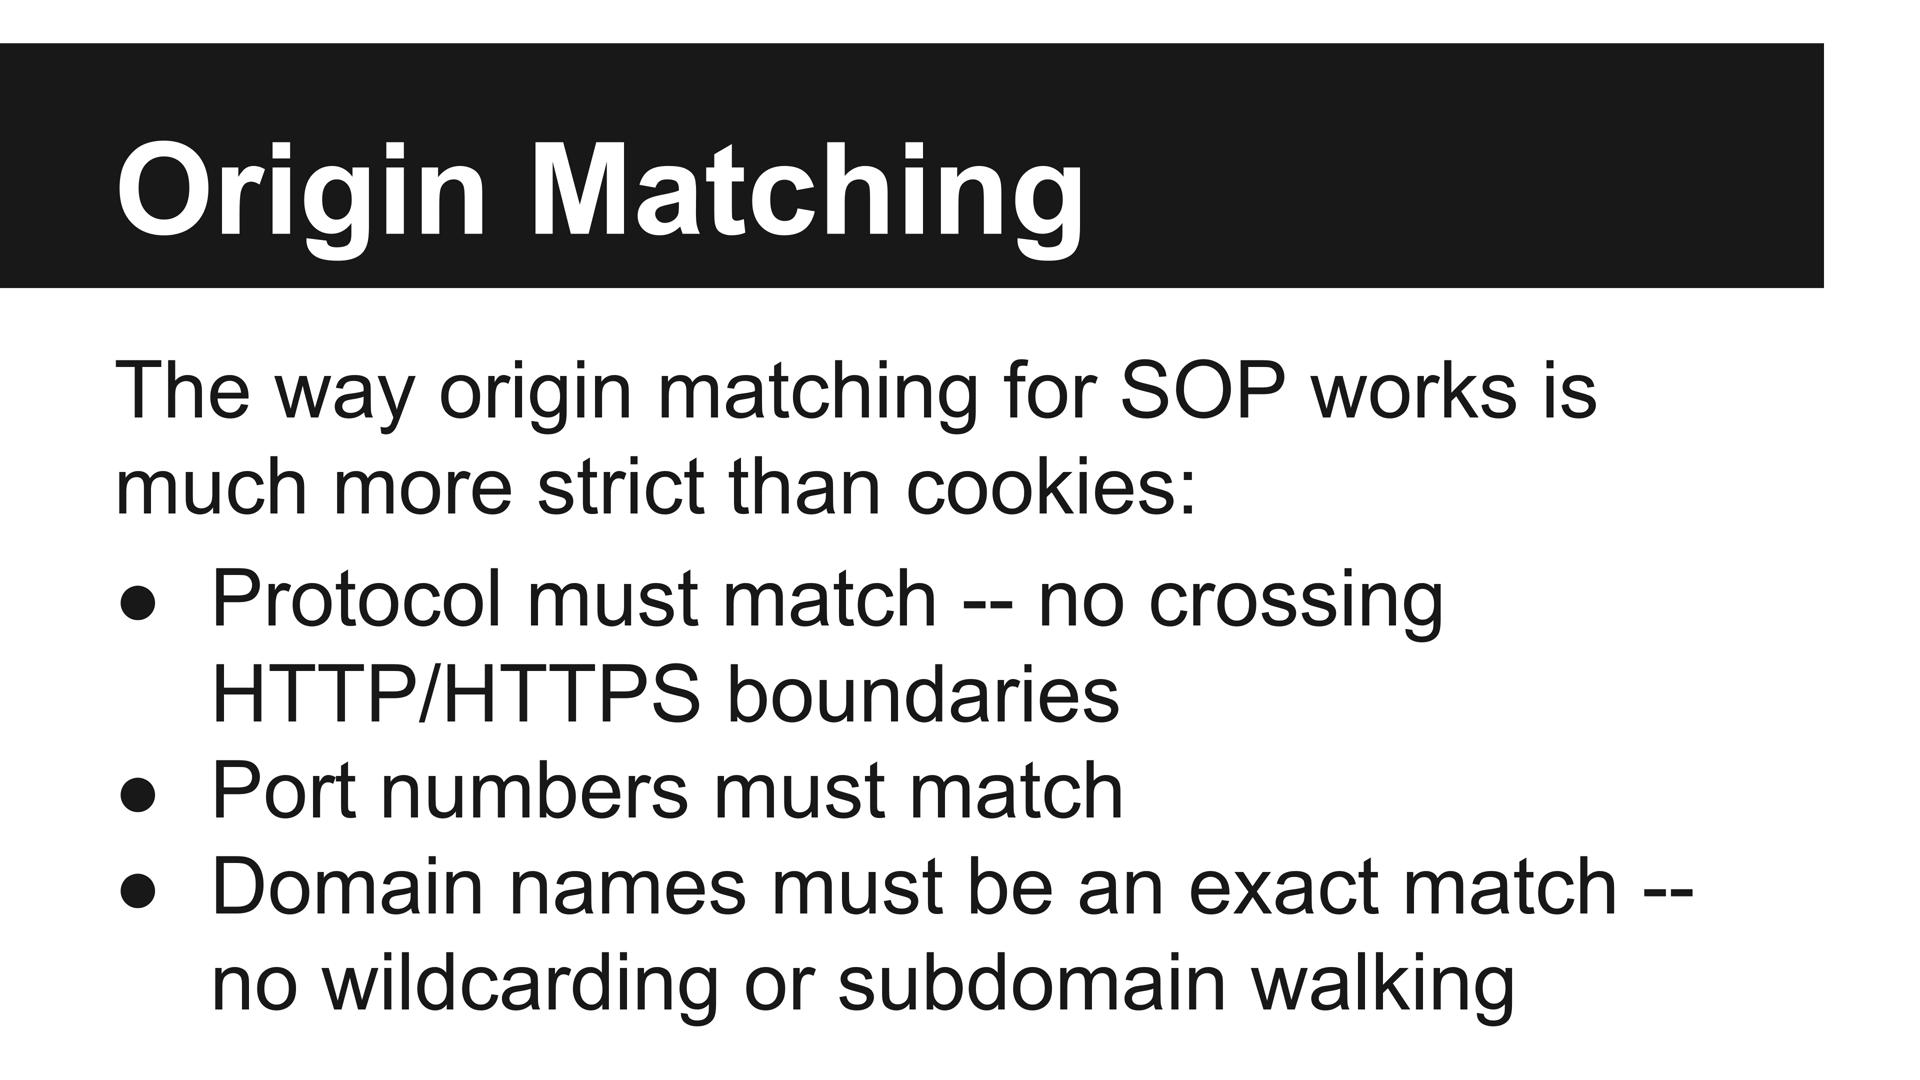 Origin Matching
The way origin matching for SOP works is
much more strict than cookies:
● Protocol must match -- no crossing
HTTP/HTTPS boundaries
● Port numbers must match
● Domain names must be an exact match --
no wildcarding or subdomain walking